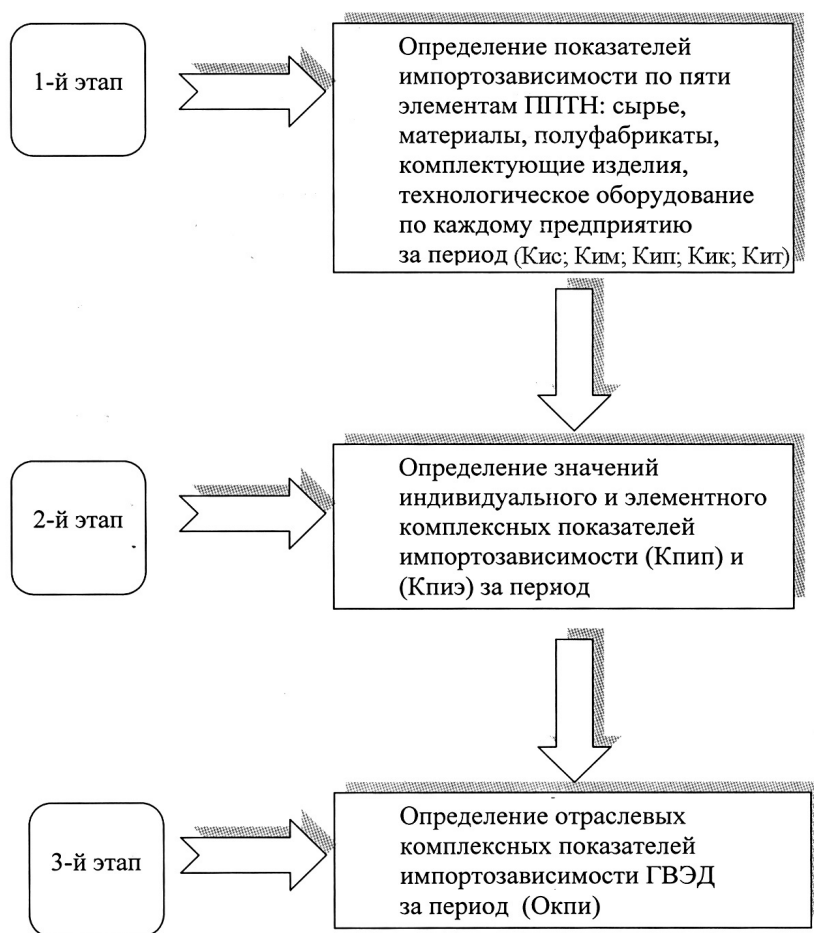 1-й этап
Определение показателей
импортозависимости по пяти
элементам ППТН: сырье,
материалы, полуфабрикаты,
комплектующие изделия,
технологическое оборудование
по каждому предприятию
за период (Кис; Ким; Кип; Кик; Кит)
2-й этап
Определение значений
индивидуального и элементного
комплексных показателей
импортозависимости (Кпип) и
(Кпиэ) за период
3-й этап
Определение отраслевых
комплексных показателей
импортозависимости ГВЭД
за период (Окпи)